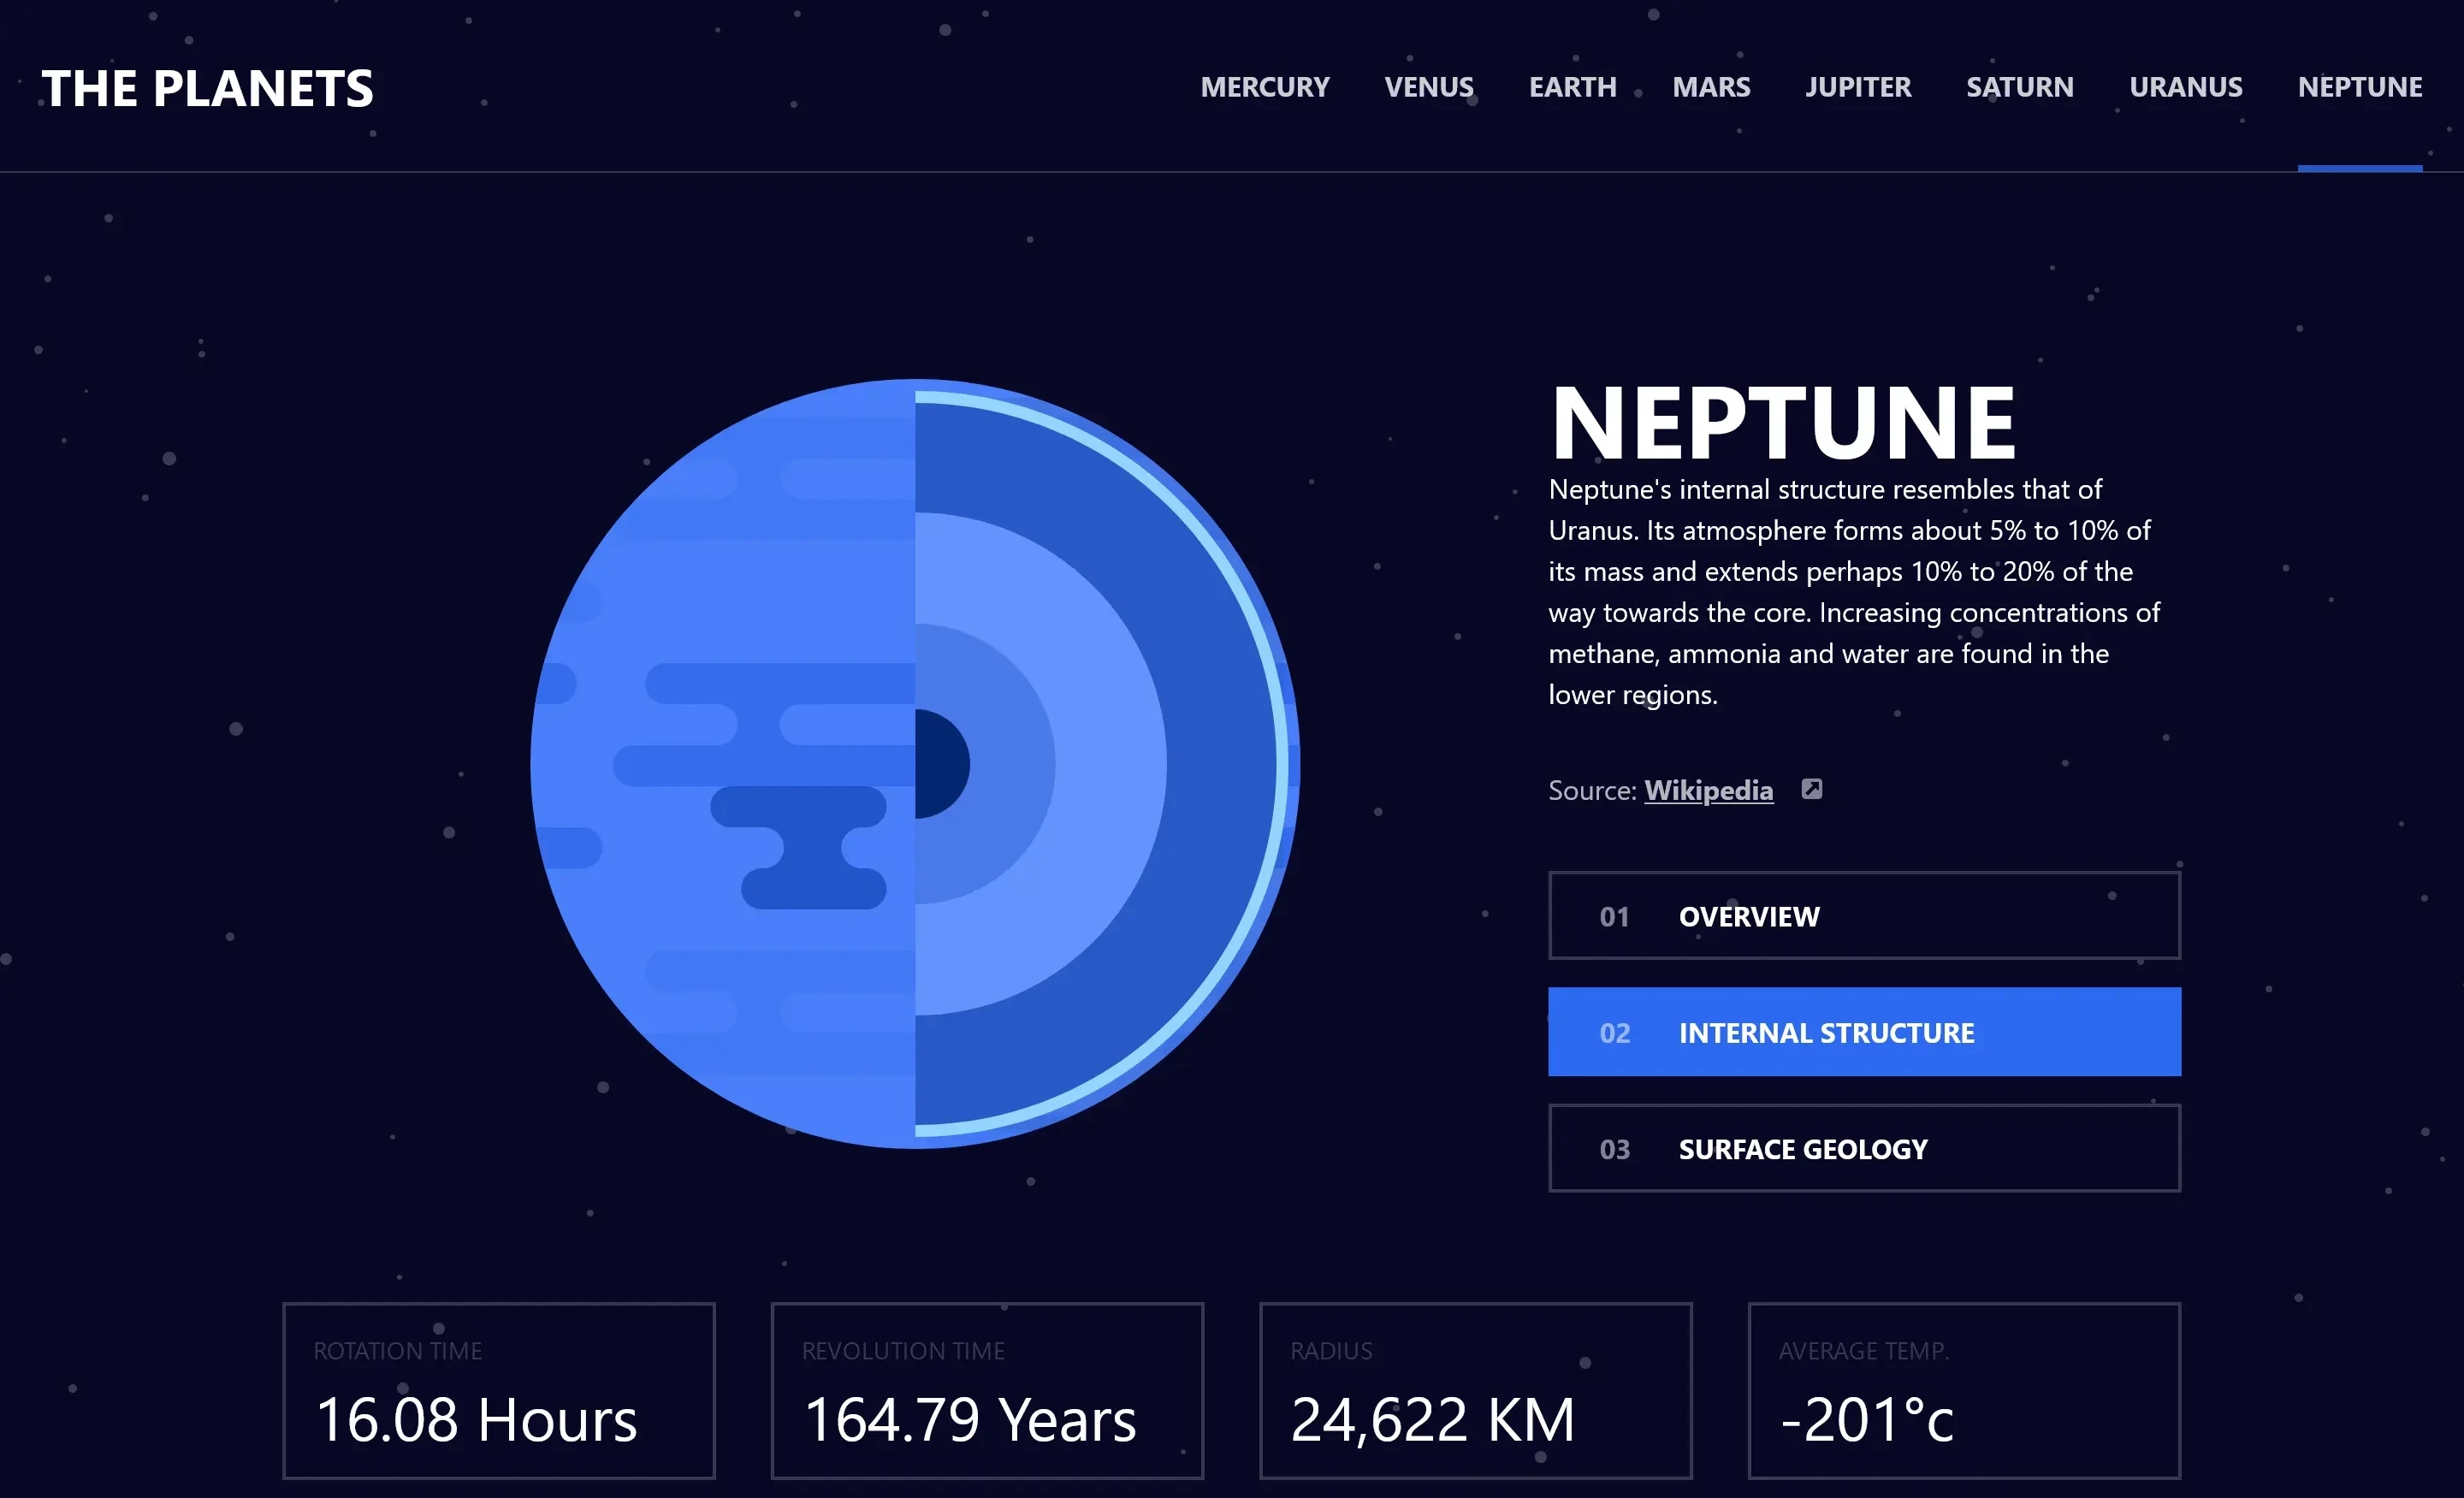 THE PLANETS
MERCURY VENUS EARTH MARS JUPITER SATURN URANUS NEPTUNE
NEPTUNE
Neptune's internal structure resembles that of
Uranus. Its atmosphere forms about 5% to 10% of
its mass and extends perhaps 10% to 20% of the
way towards the core. Increasing concentrations of
methane, ammonia and water are found in the
lower regions.
Source: Wikipedia
01 OVERVIEW
02 INTERNAL STRUCTURE
03 SURFACE GEOLOGY
ROTATION TIME
16.08 Hours
REVOLUTION TIME
164.79 Years
RADIUS
24,622 KM
AVERAGE TEMP.
-201°c